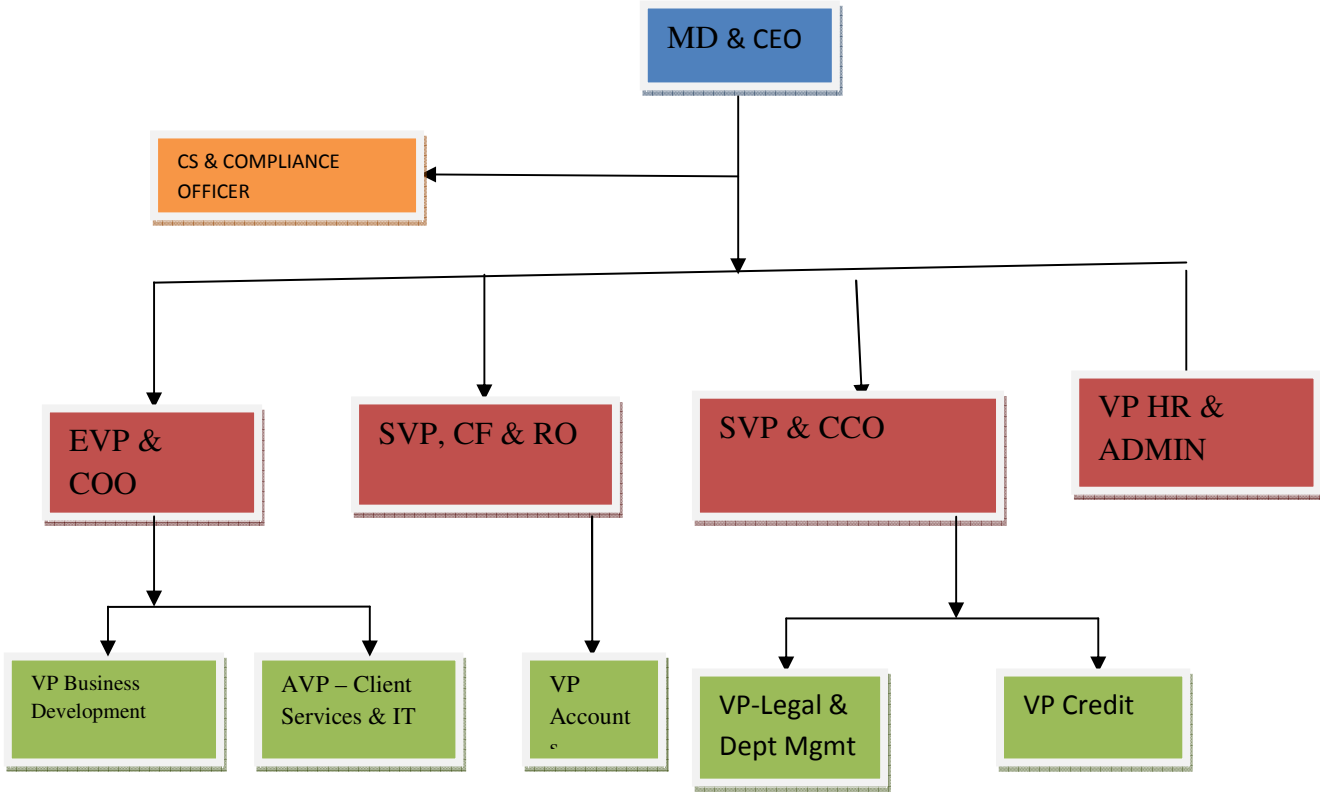 MD & CEO
CS & COMPLIANCE
OFFICER
EVP &
COO
SVP, CF & RO
SVP & CCO
VP HR &
ADMIN
VP Business
Development
AVP – Client
Services & IT
VP
Account
s
VP-Legal &
Dept Mgmt
VP Credit